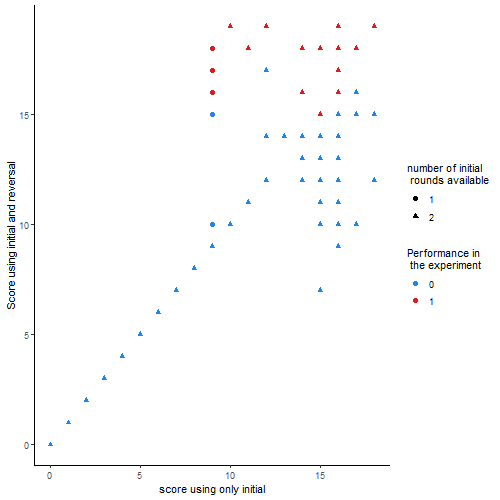 Score using initial and reversal
15
10
5
0
0
5
10
15
score using only initial
number of initial
rounds available
1
2
Performance in
the experiment
0
1